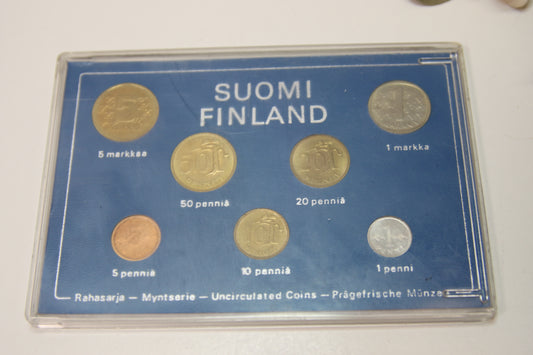 SUOMI
FINLAND
5 markkaa
1 markka
50 penniä
20 penniä
5 penniä
10 penniä
1 penni
Rahasarja — Myntserie — Uncirculated Coins — Prägefrische Münzen